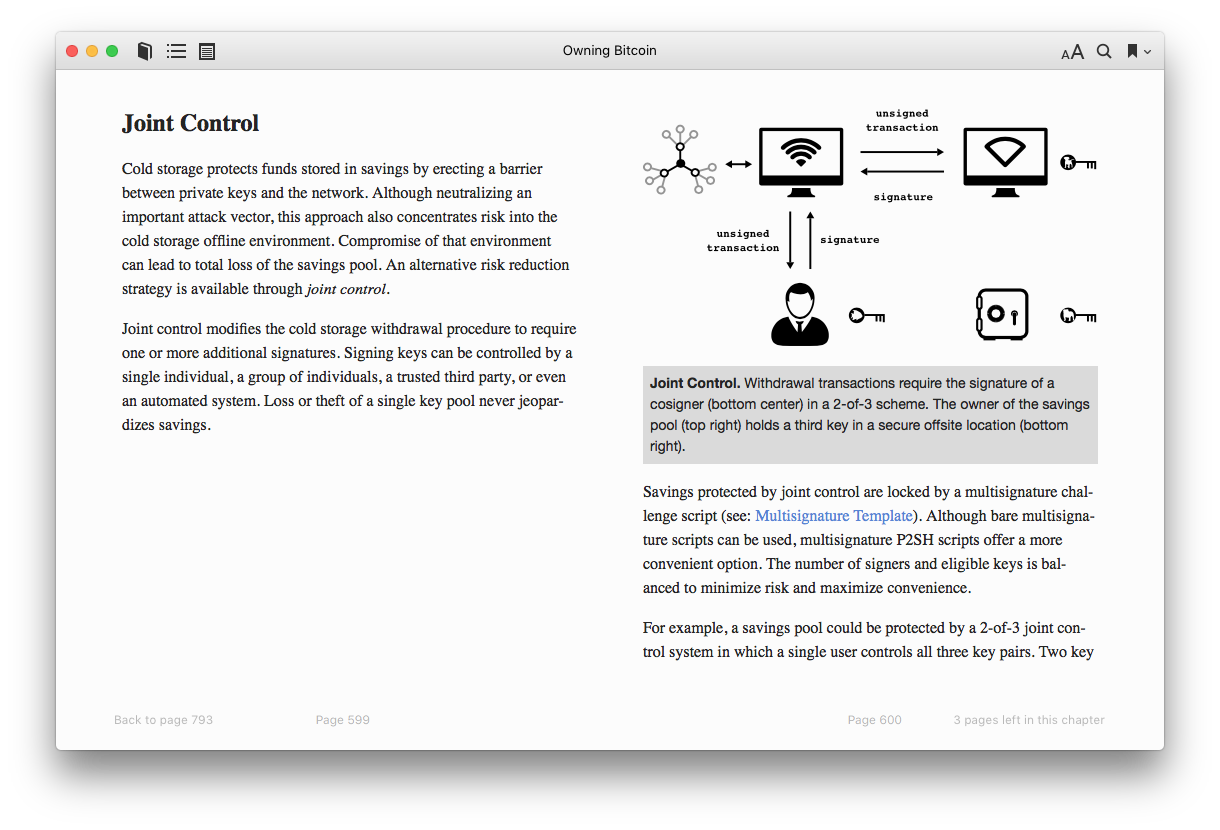 Owning Bitcoin
AA
Joint Control
Cold storage protects funds stored in savings by erecting a barrier
between private keys and the network. Although neutralizing an
important attack vector, this approach also concentrates risk into the
cold storage offline environment. Compromise of that environment
can lead to total loss of the savings pool. An alternative risk reduction
strategy is available through joint control.
Joint control modifies the cold storage withdrawal procedure to require
one or more additional signatures. Signing keys can be controlled by a
single individual, a group of individuals, a trusted third party, or even
an automated system. Loss or theft of a single key pool never jeopar-
dizes savings.
unsigned
transaction
signature
unsigned
transaction
signature
Joint Control. Withdrawal transactions require the signature of a
cosigner (bottom center) in a 2-of-3 scheme. The owner of the savings
pool (top right) holds a third key in a secure offsite location (bottom
right).
Savings protected by joint control are locked by a multisignature chal-
lenge script (see: Multisignature Template). Although bare multisigna-
ture scripts can be used, multisignature P2SH scripts offer a more
convenient option. The number of signers and eligible keys is bal-
anced to minimize risk and maximize convenience.
For example, a savings pool could be protected by a 2-of-3 joint con-
trol system in which a single user controls all three key pairs. Two key
Back to page 793
Page 599
Page 600
3 pages left in this chapter